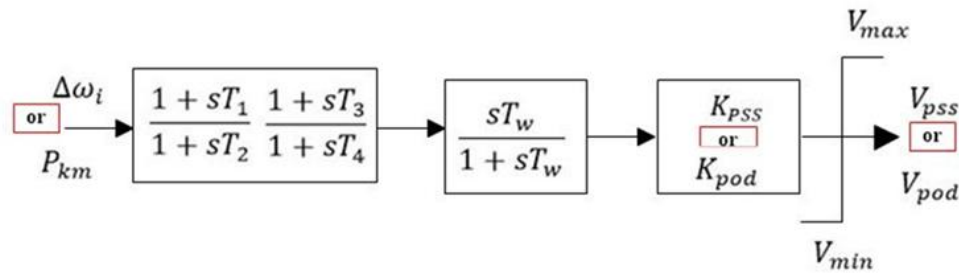 Δω_i
or
P_km
1 + sT_1 1 + sT_3
1 + sT_2 1 + sT_4
sT_w
1 + sT_w
K_PSS
or
K_pod
V_max
V_min
V_pss
or
V_pod